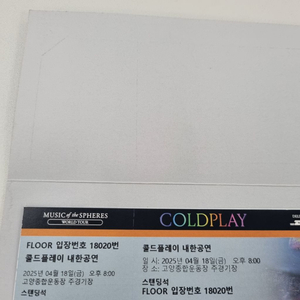 MUSIC of the SPHERES
WORLD TOUR
COLDPLAY
FLOOR 입장번호 18020번
콜드플레이 내한공연
2025년 04월 18일(금) 오후 8:00
고양종합운동장 주경기장
스탠딩석
콜드플레이 내한공연
일 시: 2025년 04월 18일(금) 오후 8:00
장 소: 고양종합운동장 주경기장
스탠딩석
FLOOR 입장번호 18020번